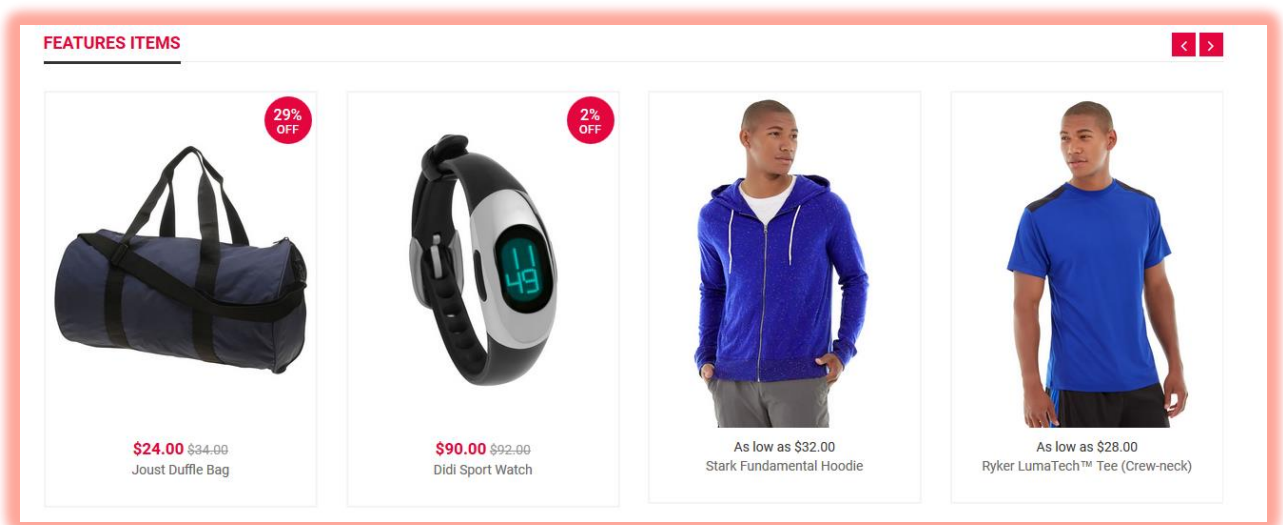 FEATURES ITEMS
29%
OFF
2%
OFF
11
49
$24.00 $34.00
Joust Duffle Bag
$90.00 $92.00
Didi Sport Watch
As low as $32.00
Stark Fundamental Hoodie
As low as $28.00
Ryker LumaTech™ Tee (Crew-neck)